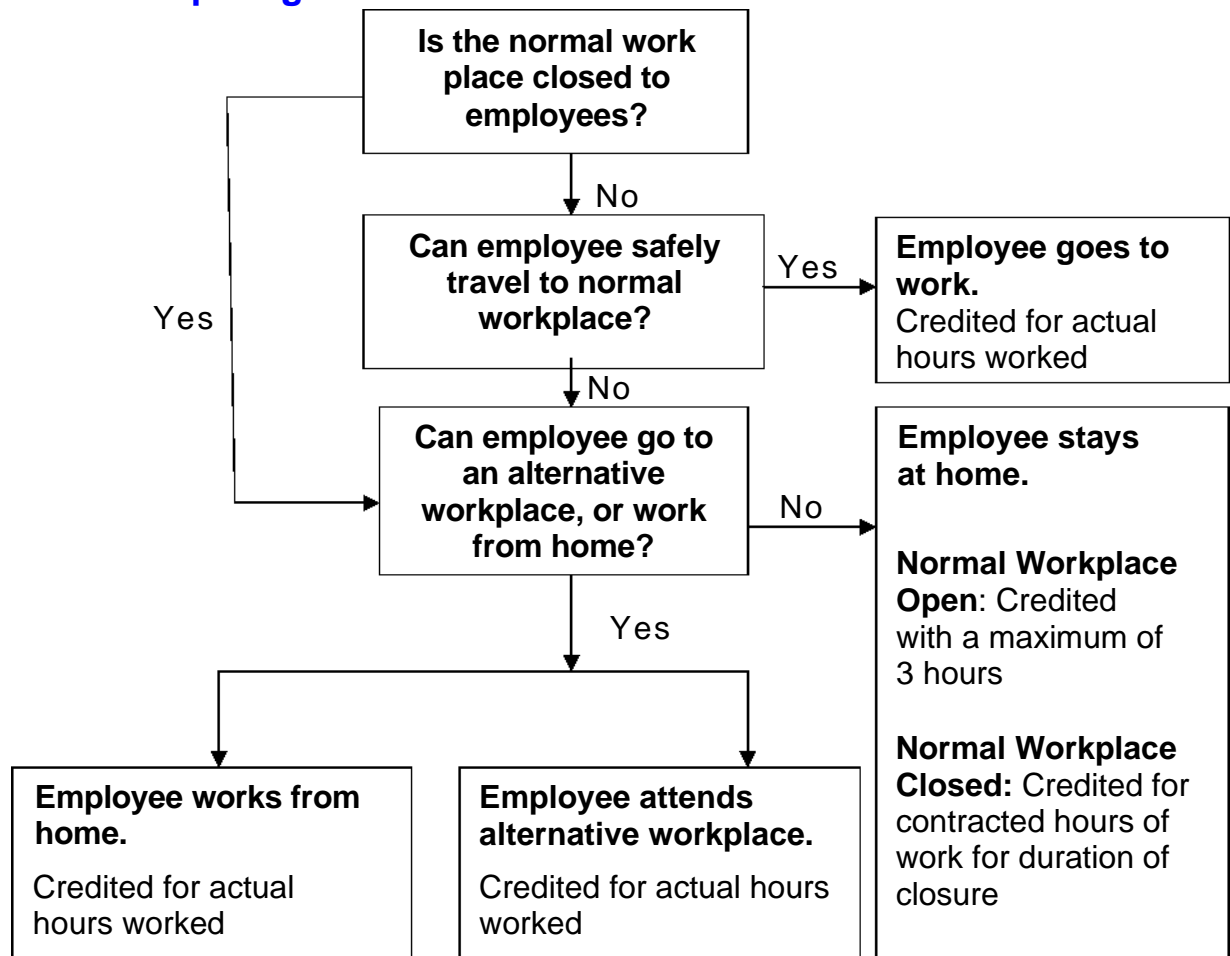 Is the normal work
place closed to
employees?
No
Can employee safely
travel to normal
workplace?
Yes
Employee goes to
work.
Credited for actual
hours worked
Yes
No
Can employee go to
an alternative
workplace, or work
from home?
No
Employee stays
at home.
Normal Workplace
Open: Credited
with a maximum of
3 hours
Normal Workplace
Closed: Credited for
contracted hours of
work for duration of
closure
Yes
Employee works from
home.
Credited for actual
hours worked
Employee attends
alternative workplace.
Credited for actual hours
worked